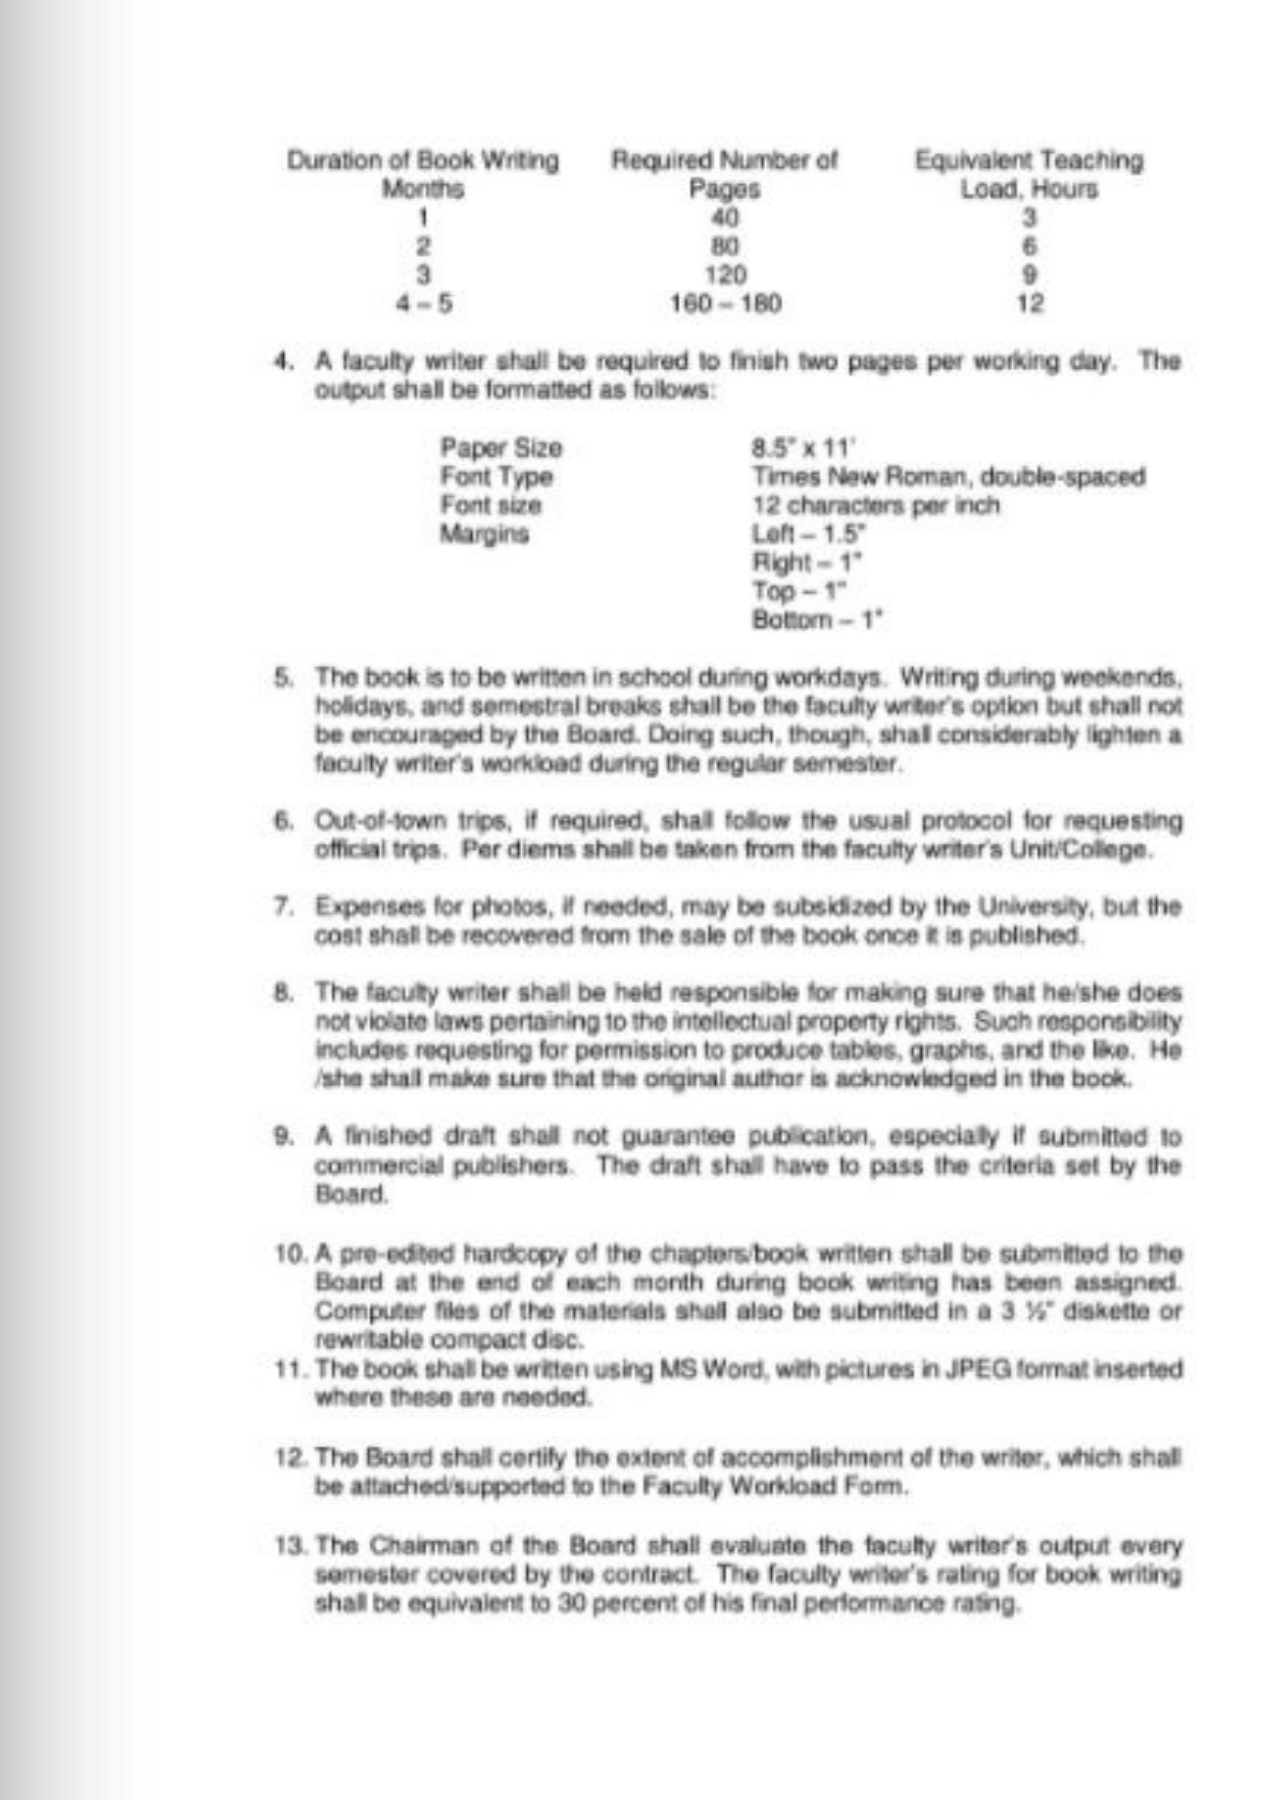 Duration of Book Writing Required Number of Equivalent Teaching
Months Pages Load, Hours
1 40 3
2 80 6
3 120 9
4 – 5 160 – 180 12
4. A faculty writer shall be required to finish two pages per working day. The
output shall be formatted as follows:
Paper Size 8.5" x 11'
Font Type Times New Roman, double-spaced
Font size 12 characters per inch
Margins Left – 1.5"
Right – 1"
Top – 1"
Bottom – 1"
5. The book is to be written in school during workdays. Writing during weekends,
holidays, and semestral breaks shall be the faculty writer's option but shall not
be encouraged by the Board. Doing such, though, shall considerably lighten a
faculty writer's workload during the regular semester.
6. Out-of-town trips, if required, shall follow the usual protocol for requesting
official trips. Per diems shall be taken from the faculty writer's Unit/College.
7. Expenses for photos, if needed, may be subsidized by the University, but the
cost shall be recovered from the sale of the book once it is published.
8. The faculty writer shall be held responsible for making sure that he/she does
not violate laws pertaining to the intellectual property rights. Such responsibility
includes requesting for permission to produce tables, graphs, and the like. He
/she shall make sure that the original author is acknowledged in the book.
9. A finished draft shall not guarantee publication, especially if submitted to
commercial publishers. The draft shall have to pass the criteria set by the
Board.
10. A pre-edited hardcopy of the chapters/book written shall be submitted to the
Board at the end of each month during book writing has been assigned.
Computer files of the materials shall also be submitted in a 3 ½" diskette or
rewritable compact disc.
11. The book shall be written using MS Word, with pictures in JPEG format inserted
where these are needed.
12. The Board shall certify the extent of accomplishment of the writer, which shall
be attached/supported to the Faculty Workload Form.
13. The Chairman of the Board shall evaluate the faculty writer's output every
semester covered by the contract. The faculty writer's rating for book writing
shall be equivalent to 30 percent of his final performance rating.